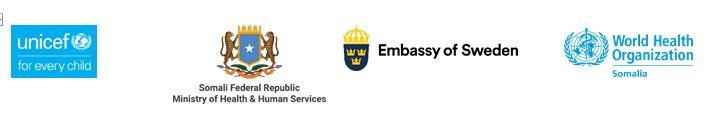 unicef
for every child
Somali Federal Republic
Ministry of Health & Human Services
Embassy of Sweden
World Health
Organization
Somalia